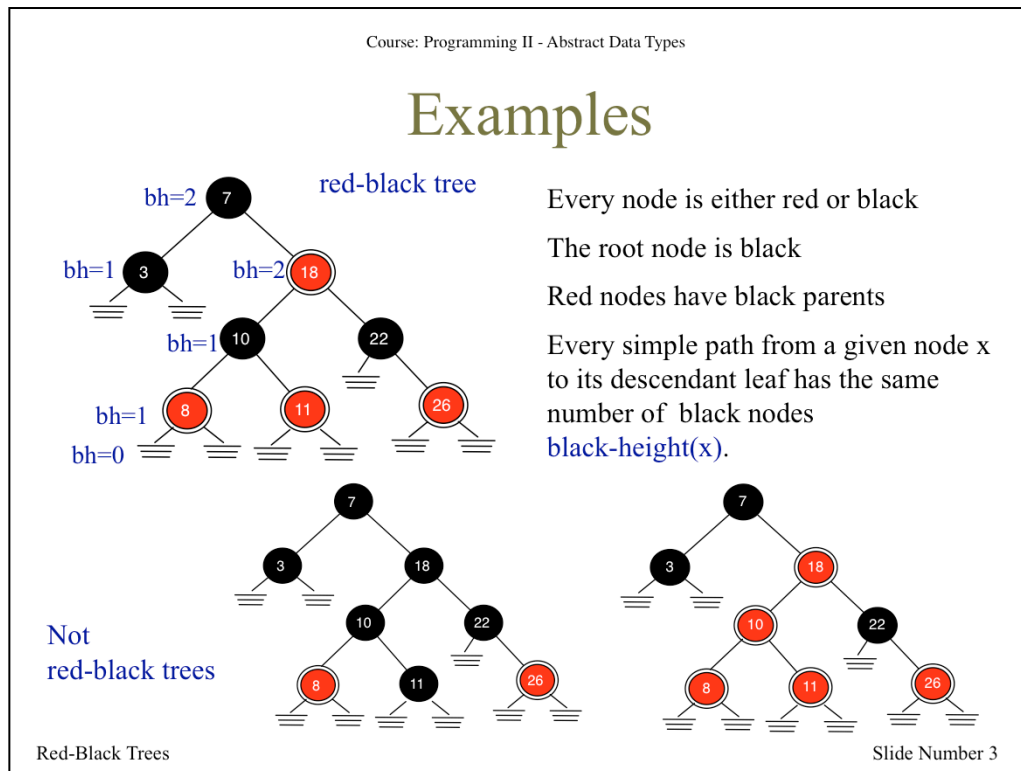 Course: Programming II - Abstract Data Types
Examples
red-black tree
bh=2
7
bh=1
3
bh=2
18
bh=1
10
22
bh=1
8
11
26
bh=0
Every node is either red or black
The root node is black
Red nodes have black parents
Every simple path from a given node x
to its descendant leaf has the same
number of black nodes
black-height(x).
Not
red-black trees
7
3
18
10
22
8
11
26
7
3
18
10
22
8
11
26
Red-Black Trees
Slide Number 3